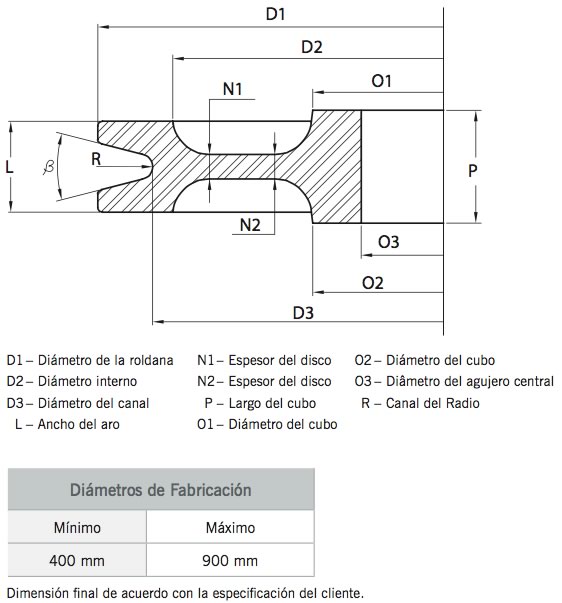 D1
D2
O1
N1
L
β
R
P
N2
O3
O2
D3
D1 – Diámetro de la roldana
N1 – Espesor del disco
O2 – Diámetro del cubo
D2 – Diámetro interno
N2 – Espesor del disco
O3 – Diâmetro del agujero central
D3 – Diámetro del canal
P – Largo del cubo
R – Canal del Radio
L – Ancho del aro
O1 – Diámetro del cubo
Diámetros de Fabricación
Mínimo
Máximo
400 mm
900 mm
Dimensión final de acuerdo con la especificación del cliente.